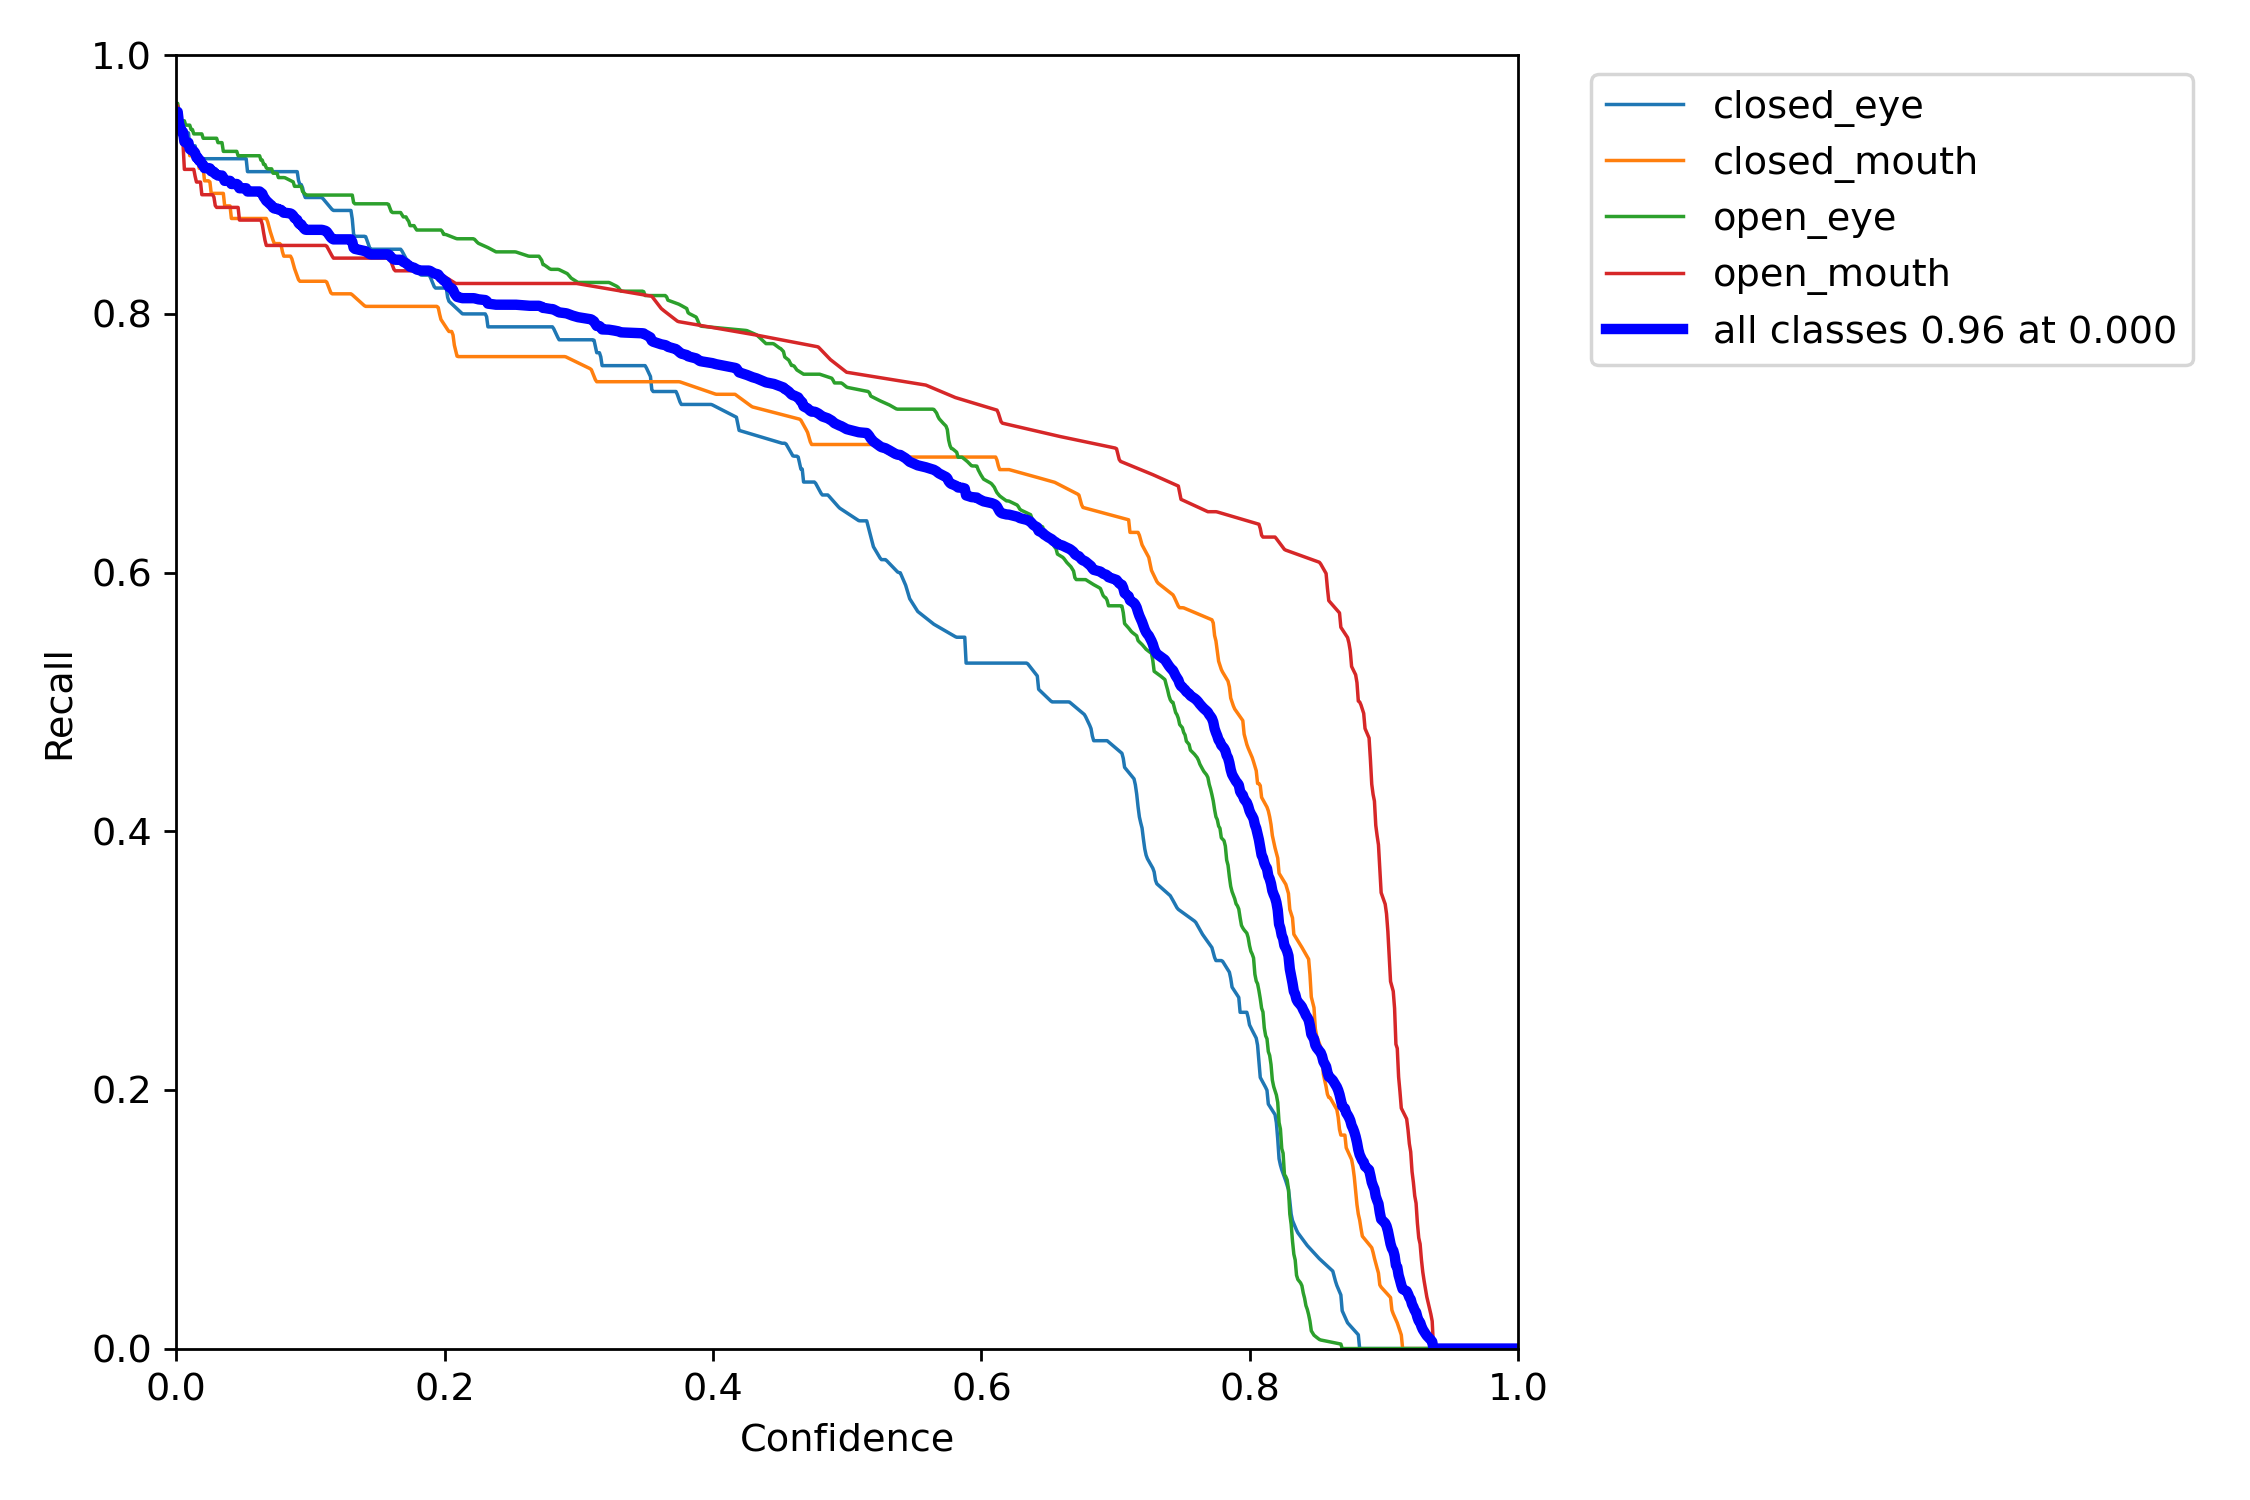 1.0
0.8
0.6
0.4
0.2
0.0
Recall
0.0 0.2 0.4 0.6 0.8 1.0
Confidence
closed_eye
closed_mouth
open_eye
open_mouth
all classes 0.96 at 0.000